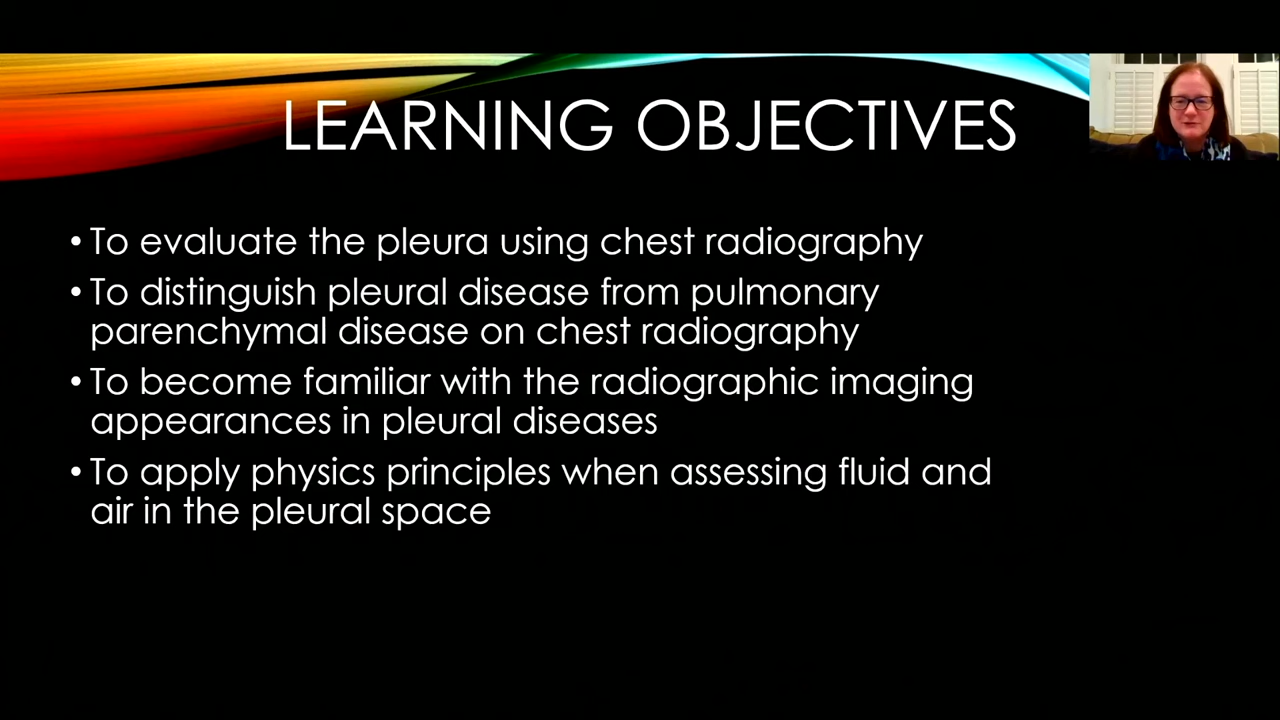 LEARNING OBJECTIVES
• To evaluate the pleura using chest radiography
• To distinguish pleural disease from pulmonary
parenchymal disease on chest radiography
• To become familiar with the radiographic imaging
appearances in pleural diseases
• To apply physics principles when assessing fluid and
air in the pleural space